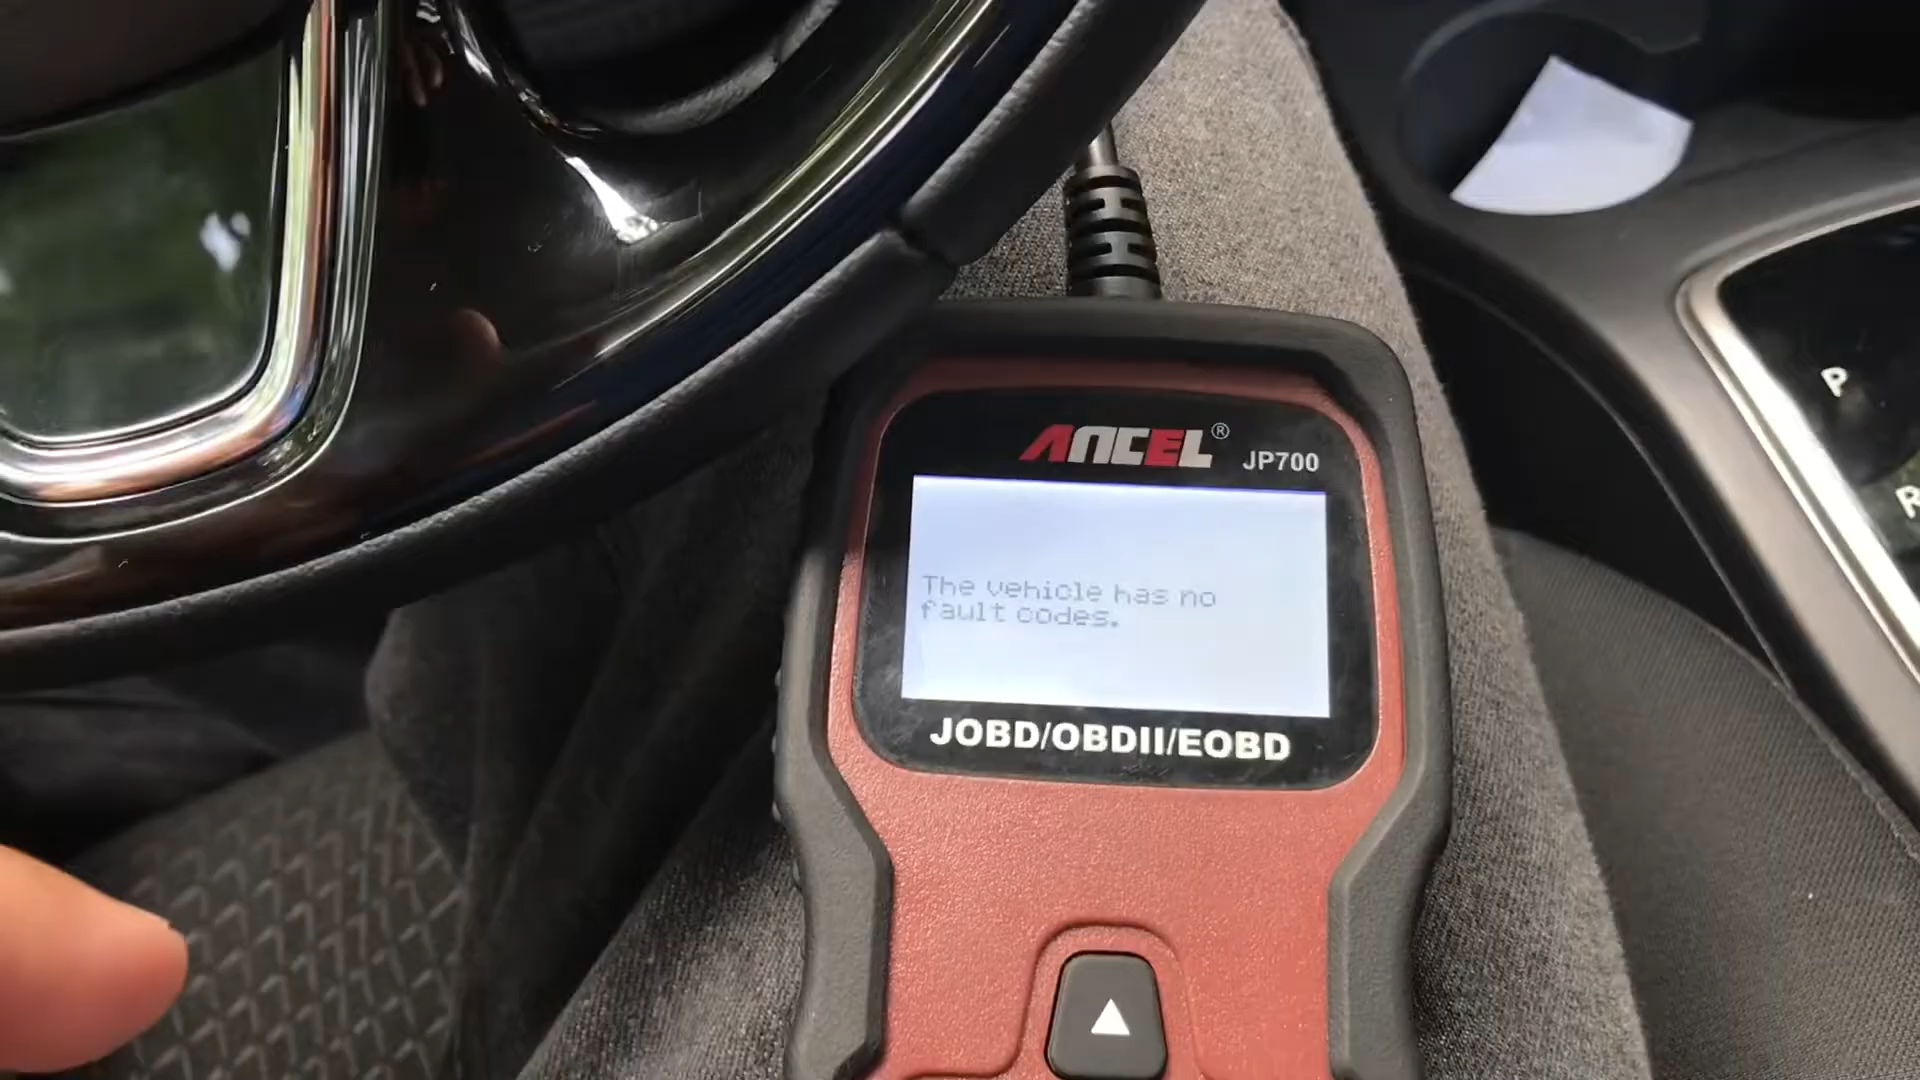 ANCEL® JP700
The vehicle has no
fault codes.
JOBD/OBDII/EOBD
P
R